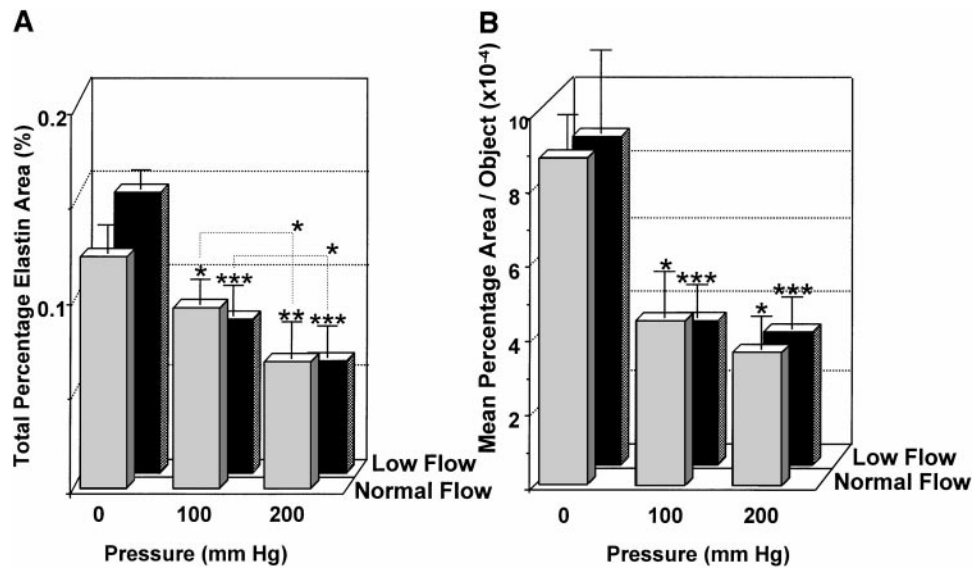 A
Total Percentage Elastin Area (%)
0.2
0.1
*
*
*
***
**
***
Low Flow
Normal Flow
0 100 200
Pressure (mm Hg)
B
Mean Percentage Area / Object (x10⁻⁴)
10
8
6
4
2
*
***
*
***
Low Flow
Normal Flow
0 100 200
Pressure (mm Hg)